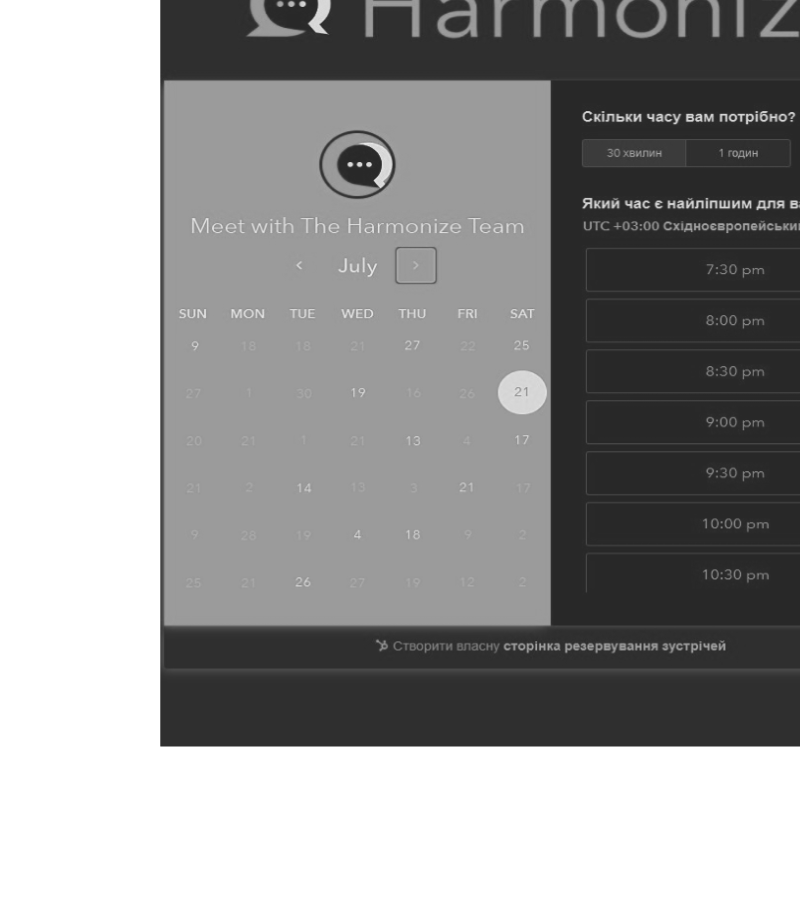 Harmoniz
Meet with The Harmonize Team
July
SUN MON TUE WED THU FRI SAT
9 18 18 21 27 22 25
27 1 30 19 16 26 21
20 21 1 21 13 4 17
21 2 14 13 3 21 17
9 28 19 4 18 9 2
25 21 26 27 19 12 2
Скільки часу вам потрібно?
30 хвилин 1 годин
Який час є найліпшим для
UTC +03:00
7:30 pm
8:00 pm
8:30 pm
9:00 pm
9:30 pm
10:00 pm
10:30 pm
Створити власну сторінка резервування зустрічей